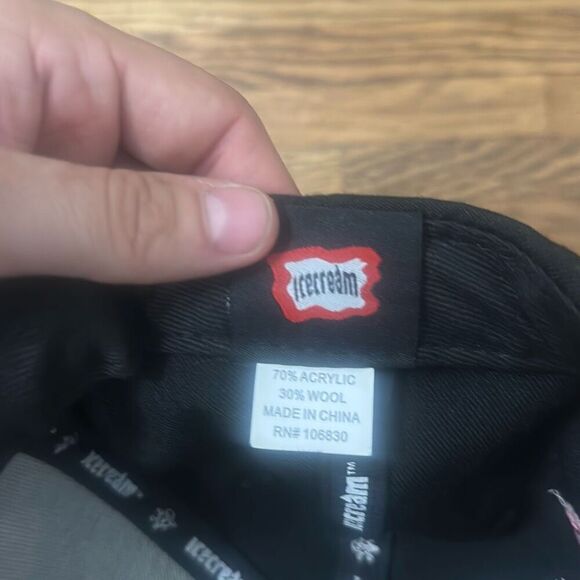 Icecream
70% ACRYLIC
30% WOOL
MADE IN CHINA
RN# 106830
Icecream™
Icecream™
Icecream